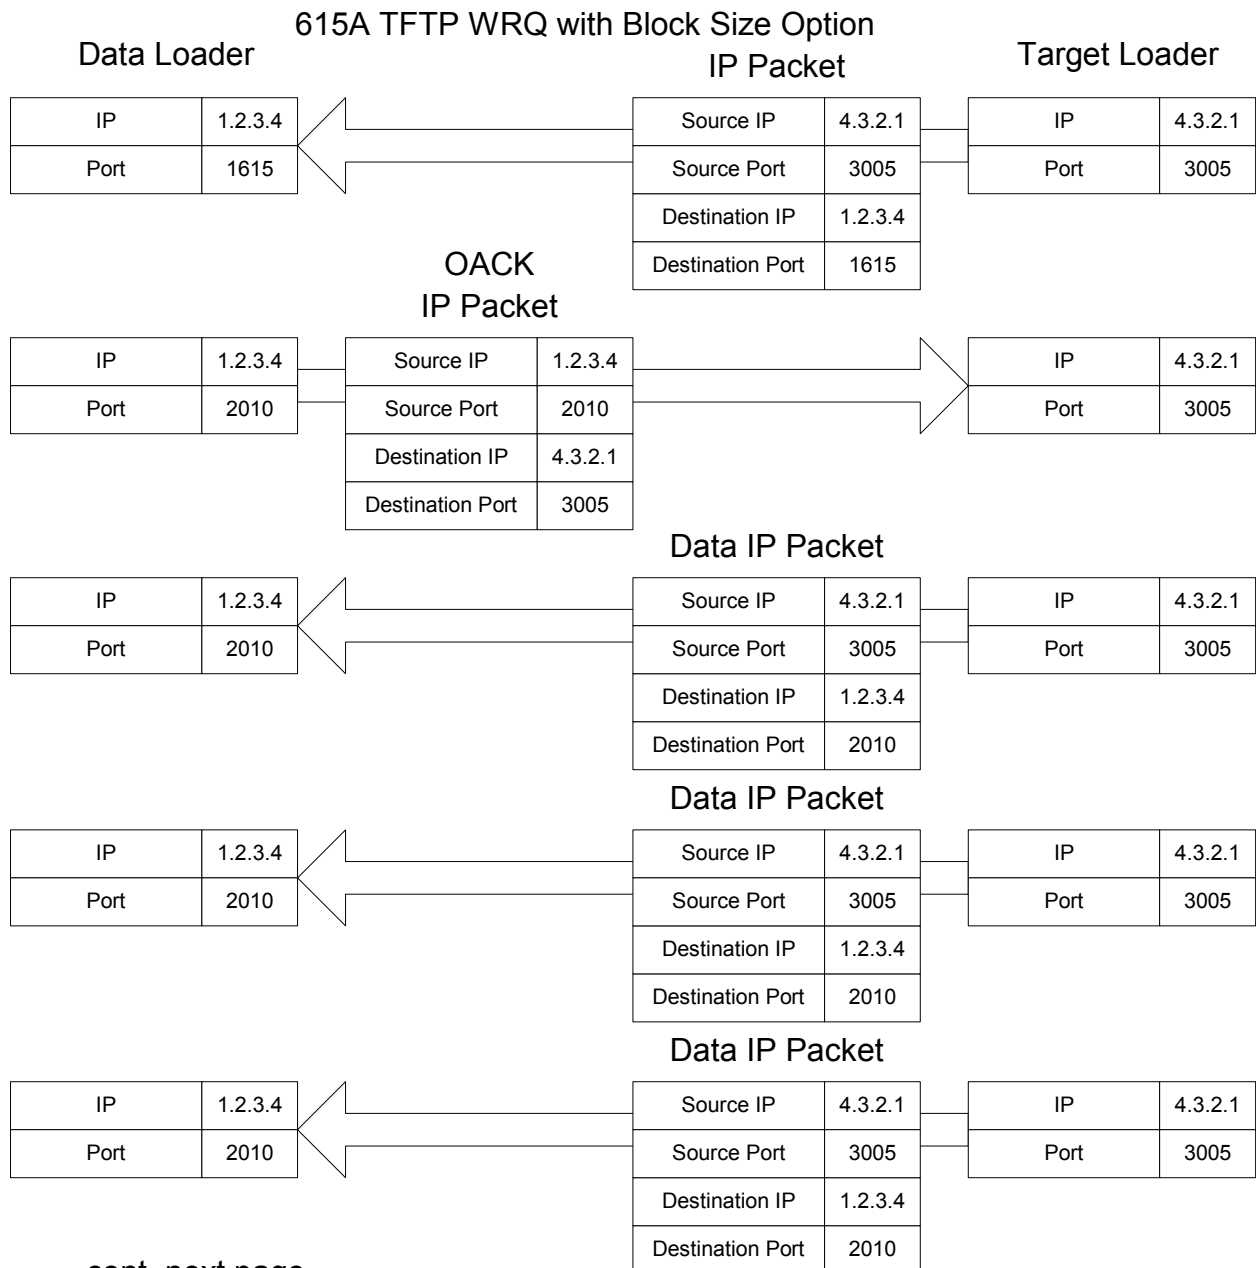 615A TFTP WRQ with Block Size Option
Data Loader
IP Packet
Target Loader
IP 1.2.3.4 Source IP 4.3.2.1 IP 4.3.2.1
Port 1615 Source Port 3005 Port 3005
Destination IP 1.2.3.4
Destination Port 1615
OACK
IP Packet
IP 1.2.3.4 Source IP 1.2.3.4 IP 4.3.2.1
Port 2010 Source Port 2010 Port 3005
Destination IP 4.3.2.1
Destination Port 3005
Data IP Packet
IP 1.2.3.4 Source IP 4.3.2.1 IP 4.3.2.1
Port 2010 Source Port 3005 Port 3005
Destination IP 1.2.3.4
Destination Port 2010
Data IP Packet
IP 1.2.3.4 Source IP 4.3.2.1 IP 4.3.2.1
Port 2010 Source Port 3005 Port 3005
Destination IP 1.2.3.4
Destination Port 2010
Data IP Packet
IP 1.2.3.4 Source IP 4.3.2.1 IP 4.3.2.1
Port 2010 Source Port 3005 Port 3005
Destination IP 1.2.3.4
Destination Port 2010
cont. next page